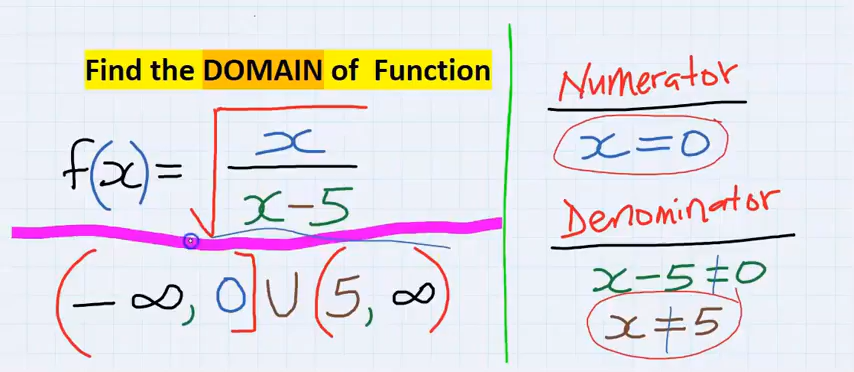 Find the DOMAIN of Function
f(x) = √(x / (x - 5))
(-∞, 0] ∪ (5, ∞)
Numerator
x = 0
Denominator
x - 5 ≠ 0
x ≠ 5